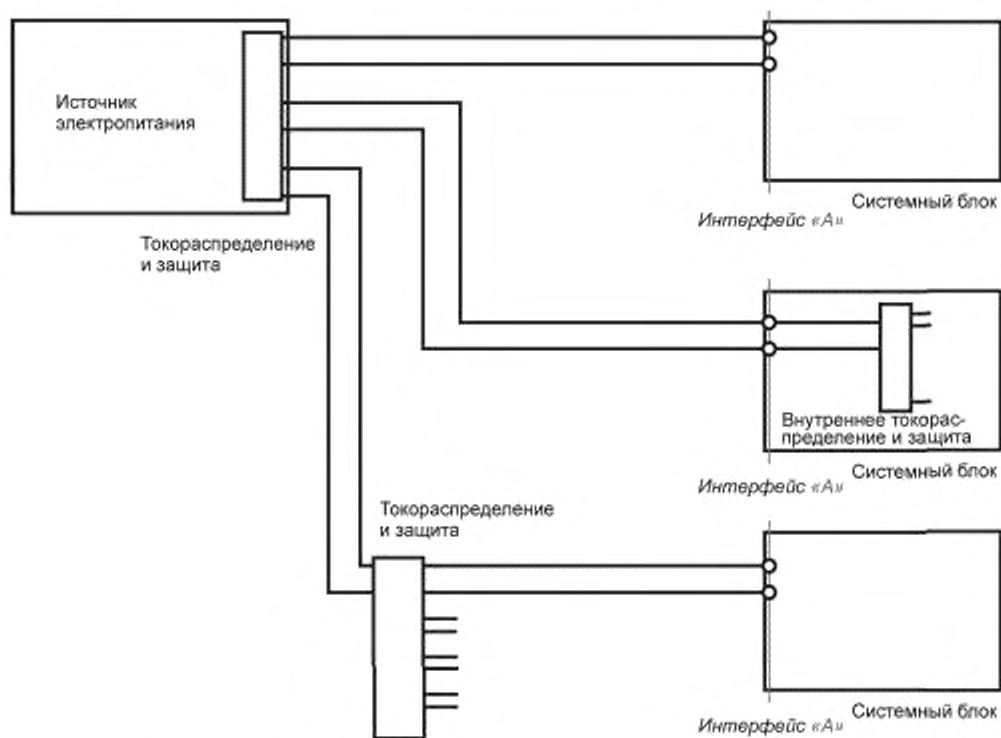 Источник
электропитания
Токораспределение
и защита
Системный блок
Интерфейс «А»
Внутреннее токорас-
пределение и защита
Системный блок
Интерфейс «А»
Токораспределение
и защита
Системный блок
Интерфейс «А»